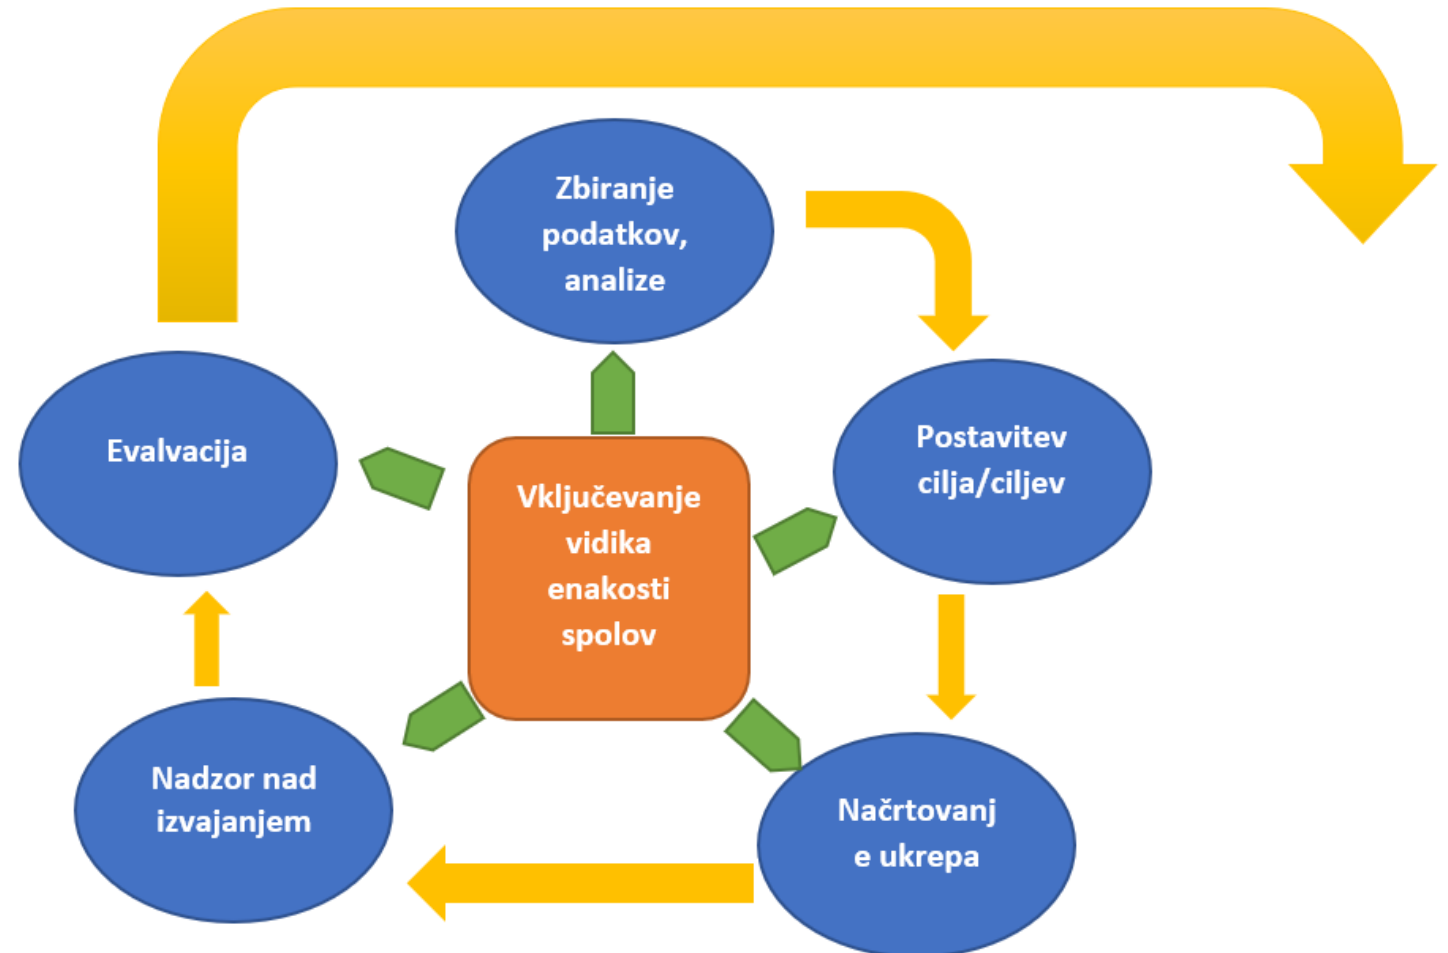 Zbiranje
podatkov,
analize
Postavitev
cilja/ciljev
Evalvacija
Vključevanje
vidika
enakosti
spolov
Nadzor nad
izvajanjem
Načrtovanj
e ukrepa